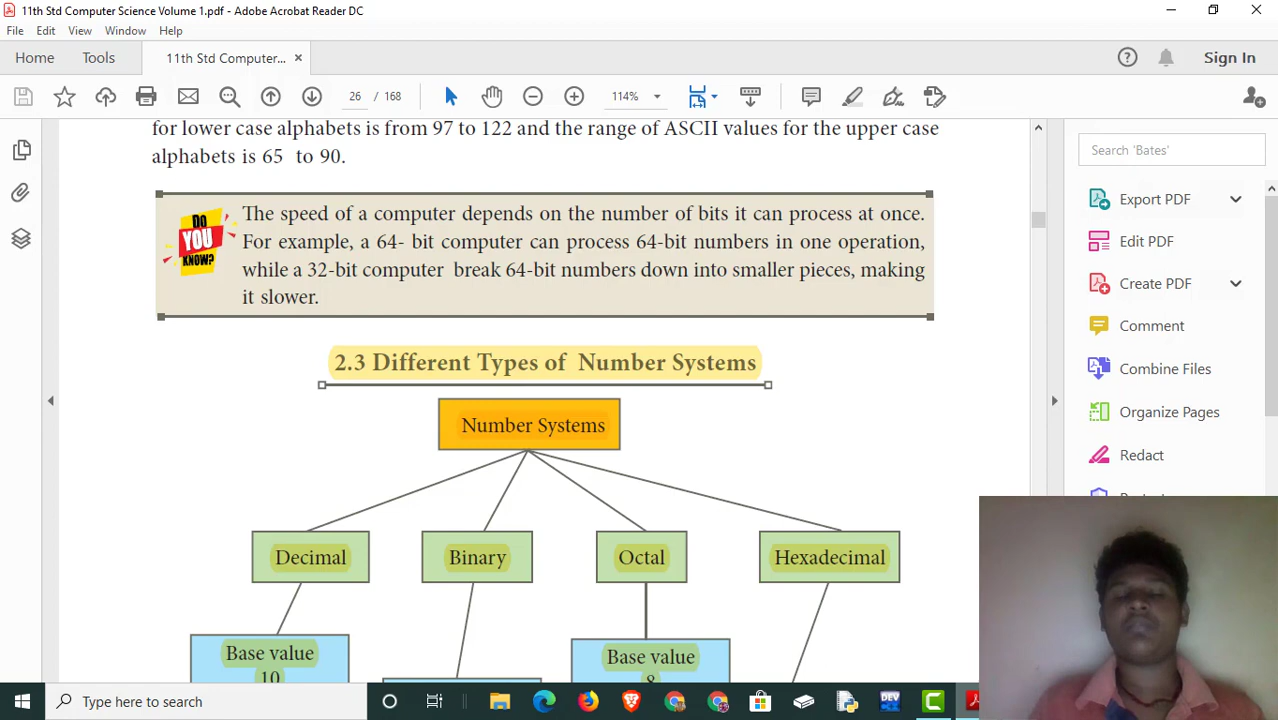 11th Std Computer Science Volume 1.pdf - Adobe Acrobat Reader DC
File Edit View Window Help
Home Tools 11th Std Computer... × Sign In
26 / 168 114%
for lower case alphabets is from 97 to 122 and the range of ASCII values for the upper case
alphabets is 65 to 90.
DO
YOU
KNOW?
The speed of a computer depends on the number of bits it can process at once.
For example, a 64- bit computer can process 64-bit numbers in one operation,
while a 32-bit computer break 64-bit numbers down into smaller pieces, making
it slower.
2.3 Different Types of Number Systems
Number Systems
Decimal Binary Octal Hexadecimal
Base value
10
Base value
8
Search 'Bates'
Export PDF
Edit PDF
Create PDF
Comment
Combine Files
Organize Pages
Redact
Type here to search
DEV